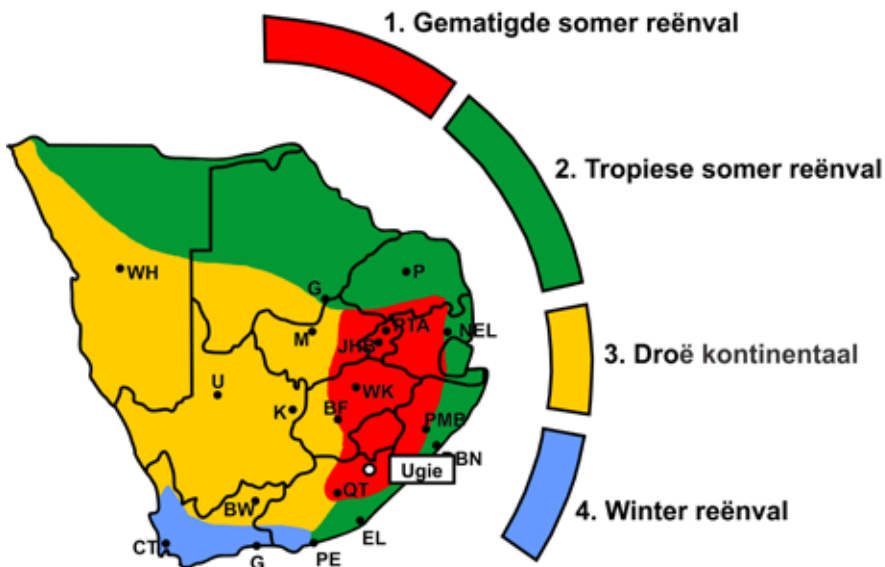 1. Gematigde somer reënval
2. Tropiese somer reënval
WH
P
G
M
PTA
JHB
NEL
3. Droë kontinentaal
U
WK
K
BF
PMB
BN
Ugie
QT
BW
4. Winter reënval
EL
CT
G
PE